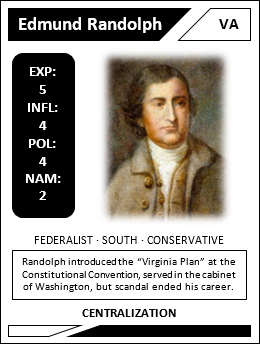 Edmund Randolph
VA
EXP:
5
INFL:
4
POL:
4
NAM:
2
FEDERALIST · SOUTH · CONSERVATIVE
Randolph introduced the “Virginia Plan” at the
Constitutional Convention, served in the cabinet
of Washington, but scandal ended his career.
CENTRALIZATION